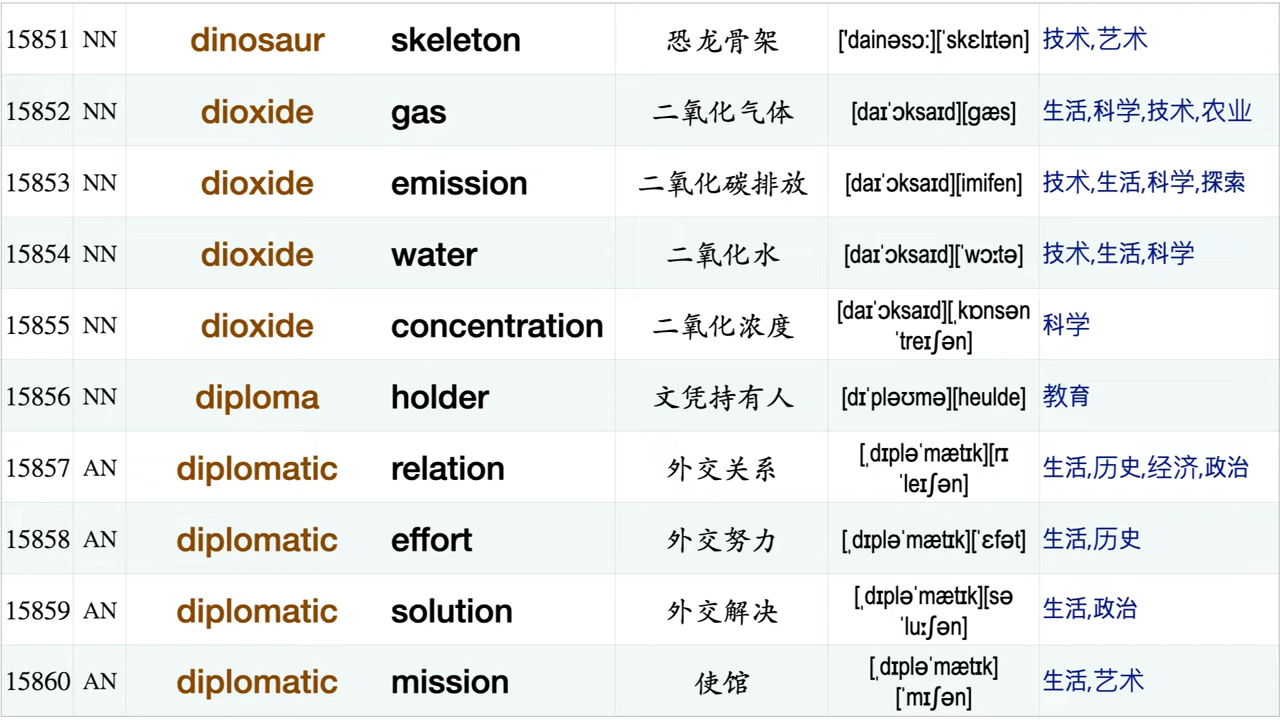 15851 NN dinosaur skeleton 恐龙骨架 ['dainəsɔ:][ˈskɛlɪtən] 技术,艺术
15852 NN dioxide gas 二氧化气体 [daɪˈɔksaɪd][gæs] 生活,科学,技术,农业
15853 NN dioxide emission 二氧化碳排放 [daɪˈɔksaɪd][imifen] 技术,生活,科学,探索
15854 NN dioxide water 二氧化水 [daɪˈɔksaɪd][ˈwɔːtə] 技术,生活,科学
15855 NN dioxide concentration 二氧化浓度 [daɪˈɔksaɪd][ˌkɒnsən
ˈtreɪʃən] 科学
15856 NN diploma holder 文凭持有人 [dɪˈpləʊmə][heulde] 教育
15857 AN diplomatic relation 外交关系 [ˌdɪpləˈmætɪk][rɪ
ˈleɪʃən] 生活,历史,经济,政治
15858 AN diplomatic effort 外交努力 [ˌdɪpləˈmætɪk][ˈɛfət] 生活,历史
15859 AN diplomatic solution 外交解决 [ˌdɪpləˈmætɪk][sə
ˈluːʃən] 生活,政治
15860 AN diplomatic mission 使馆 [ˌdɪpləˈmætɪk]
[ˈmɪʃən] 生活,艺术